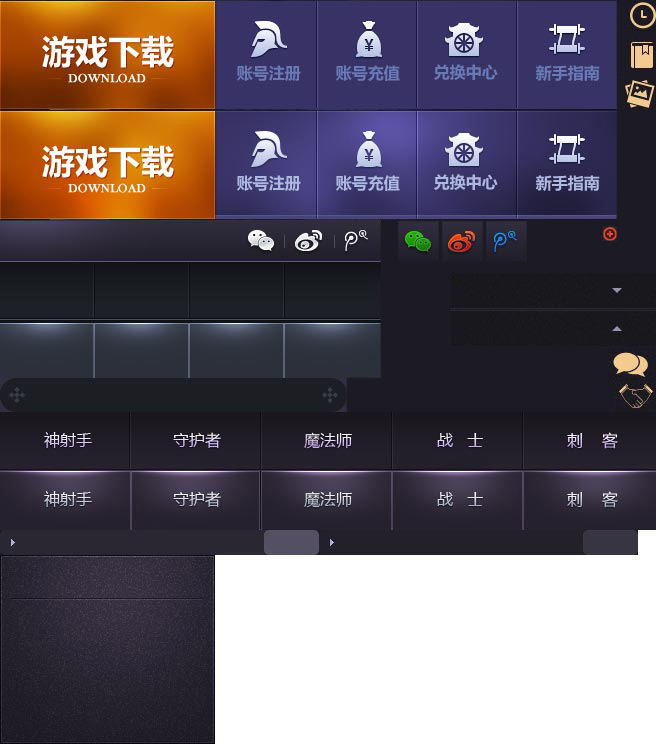 游戏下载
DOWNLOAD
账号注册 账号充值 兑换中心 新手指南
游戏下载
DOWNLOAD
账号注册 账号充值 兑换中心 新手指南
神射手 守护者 魔法师 战 士 刺 客
神射手 守护者 魔法师 战 士 刺 客